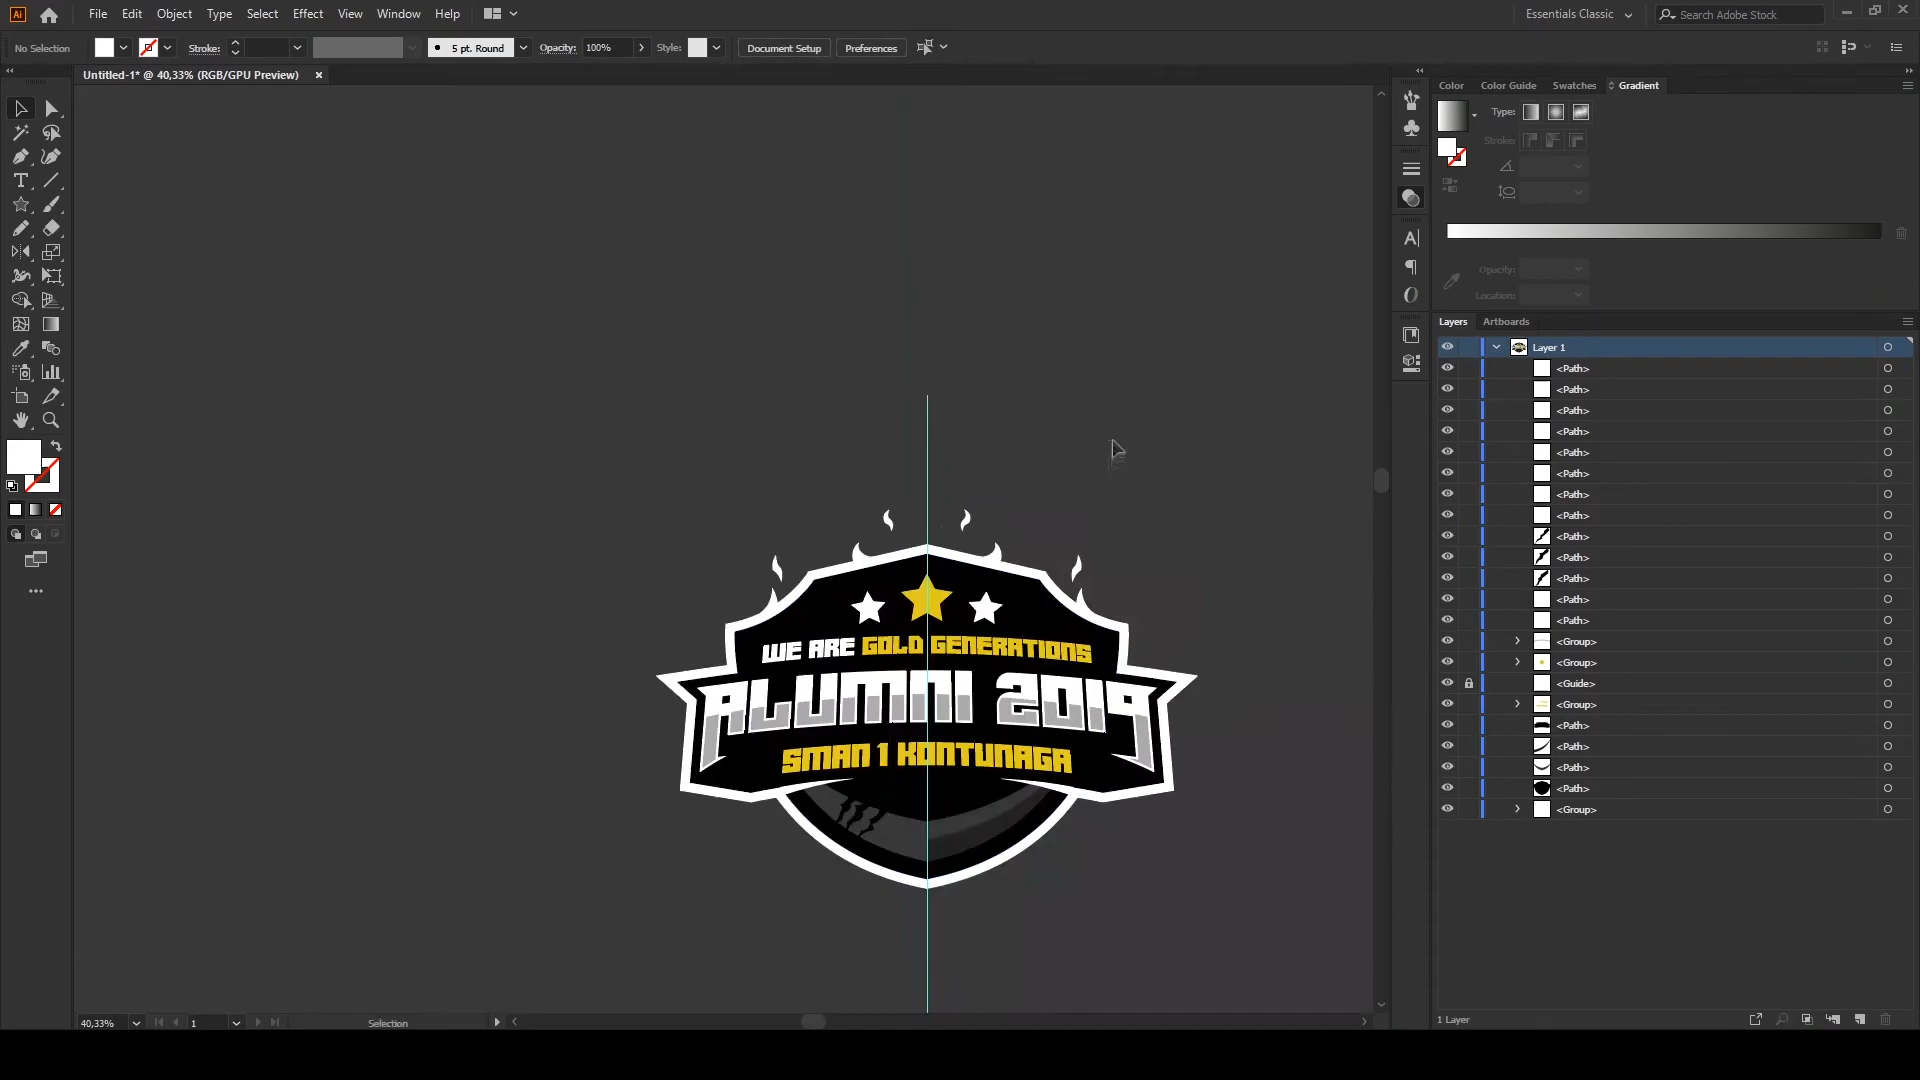 Ai File Edit Object Type Select Effect View Window Help Essentials Classic Search Adobe Stock
No Selection Stroke: 5 pt. Round Opacity: 100% Style: Document Setup Preferences
Untitled-1* @ 40,33% (RGB/GPU Preview)
Color Color Guide Swatches Gradient
Type:
Stroke:
Opacity:
Location:
Layers Artboards
Layer 1
<Path>
<Path>
<Path>
<Path>
<Path>
<Path>
<Path>
<Path>
<Path>
<Path>
<Path>
<Path>
<Path>
<Group>
<Group>
<Guide>
<Group>
<Path>
<Path>
<Path>
<Path>
<Group>
WE ARE GOLD GENERATIONS
ALUMNI 2019
SMAN 1 KONTUNAGA
40,33% 1 Selection
1 Layer